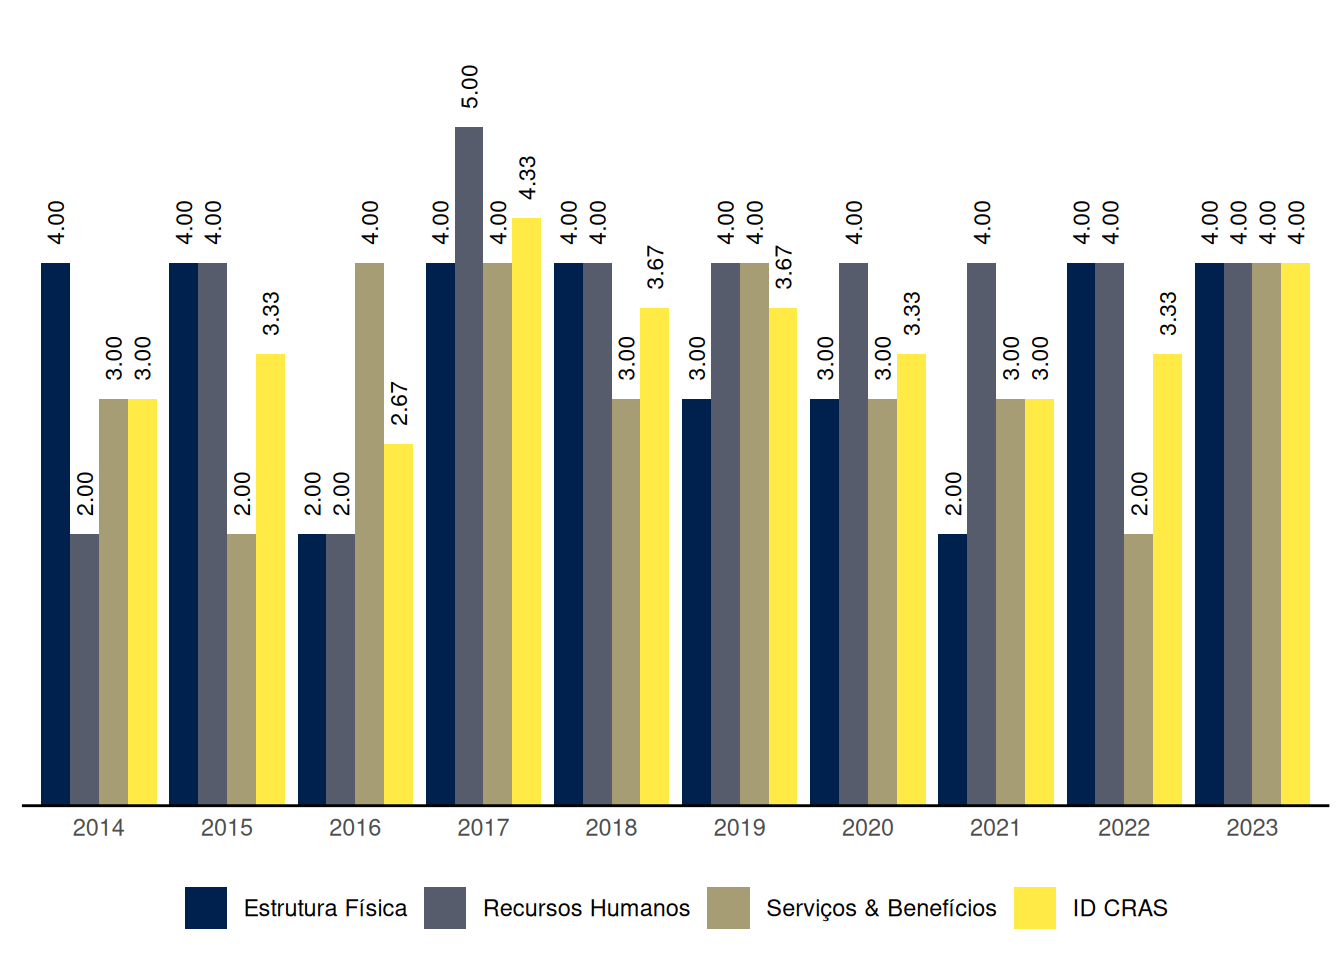 5.00
4.33
4.00 4.00 4.00 4.00 4.00 4.00 4.00 4.00 4.00 4.00 4.00 4.00 4.00 4.00 4.00 4.00 4.00 4.00 4.00
3.67 3.67
3.33 3.33 3.33
3.00 3.00 3.00 3.00 3.00 3.00 3.00 3.00
2.67
2.00 2.00 2.00 2.00 2.00 2.00
2014 2015 2016 2017 2018 2019 2020 2021 2022 2023
Estrutura Física Recursos Humanos Serviços & Benefícios ID CRAS